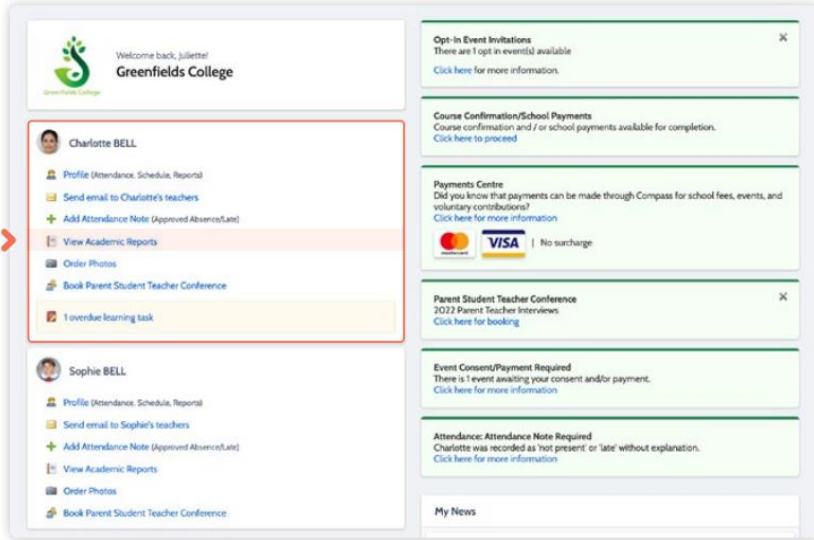 Welcome back, Juliette!
Greenfields College
Greenfields College
Charlotte BELL
Profile (Attendance, Schedule, Reports)
Send email to Charlotte's teachers
Add Attendance Note (Approved Absence/Late)
View Academic Reports
Order Photos
Book Parent Student Teacher Conference
1 overdue learning task
Sophie BELL
Profile (Attendance, Schedule, Reports)
Send email to Sophie's teachers
Add Attendance Note (Approved Absence/Late)
View Academic Reports
Order Photos
Book Parent Student Teacher Conference
Opt-In Event Invitations
There are 1 opt in event(s) available
Click here for more information.
Course Confirmation/School Payments
Course confirmation and / or school payments available for completion.
Click here to proceed
Payments Centre
Did you know that payments can be made through Compass for school fees, events, and
voluntary contributions?
Click here for more information
mastercard VISA | No surcharge
Parent Student Teacher Conference
2022 Parent Teacher Interviews
Click here for booking
Event Consent/Payment Required
There is 1 event awaiting your consent and/or payment.
Click here for more information
Attendance: Attendance Note Required
Charlotte was recorded as 'not present' or 'late' without explanation.
Click here for more information
My News